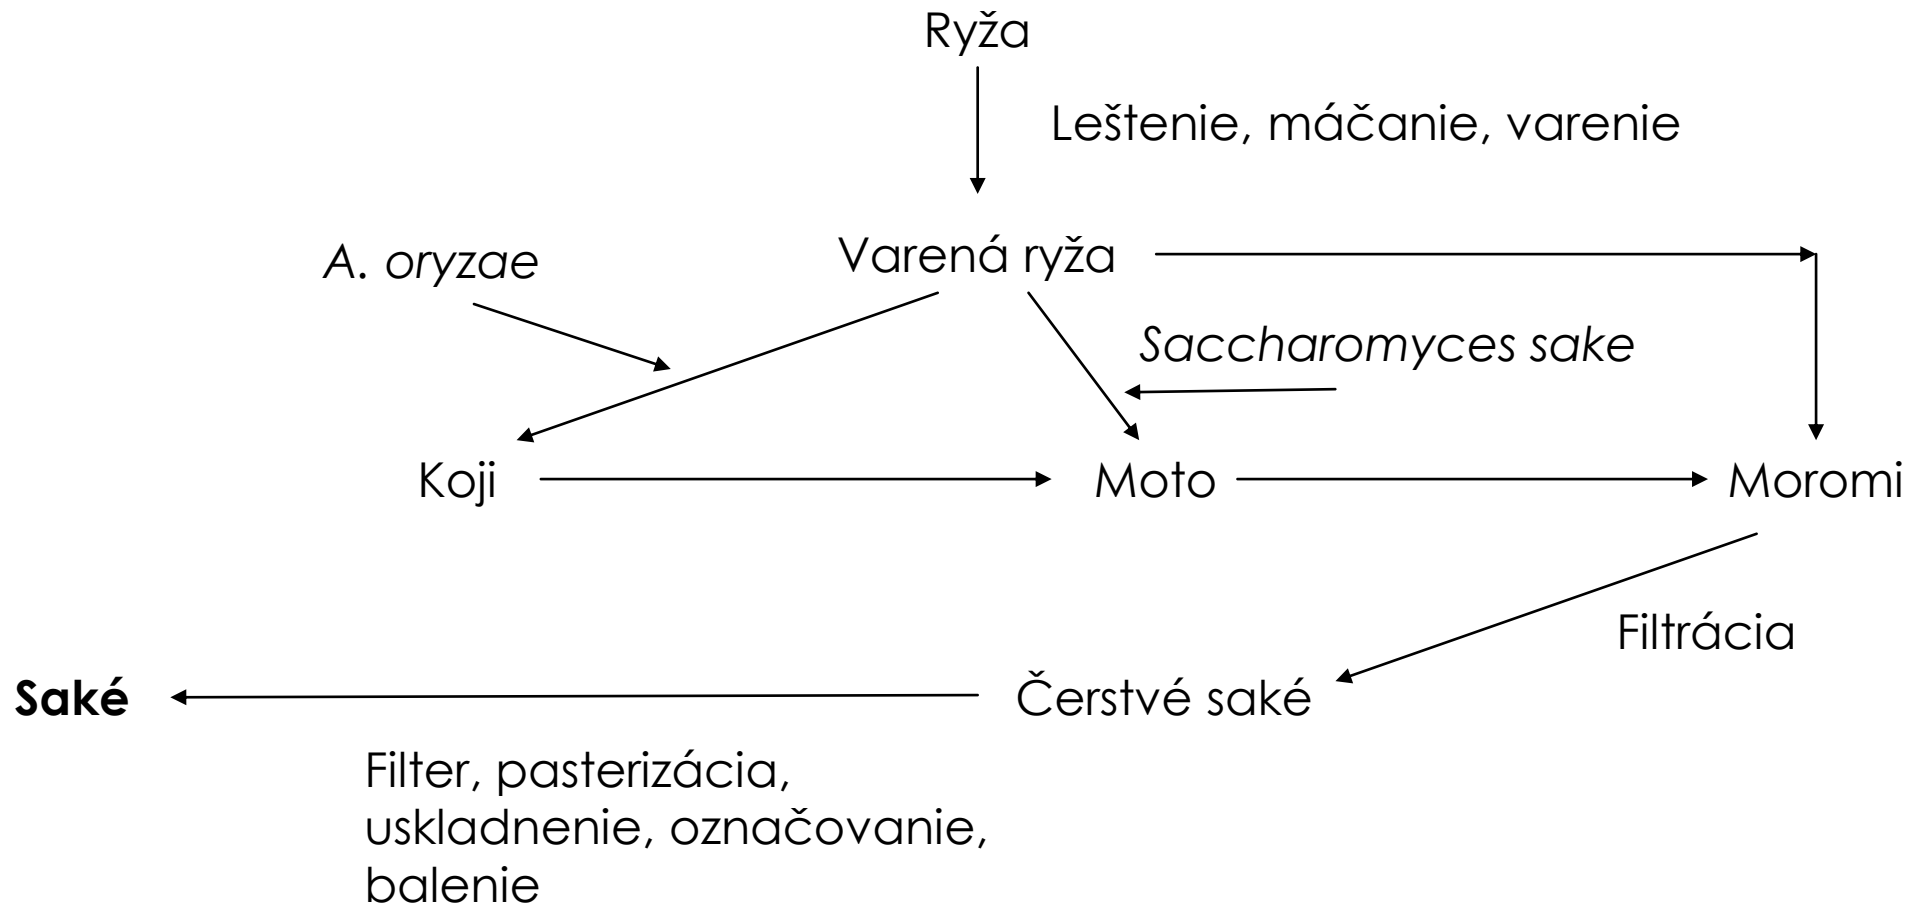 Ryža
Leštenie, máčanie, varenie
A. oryzae
Varená ryža
Saccharomyces sake
Koji
Moto
Moromi
Filtrácia
Saké
Čerstvé saké
Filter, pasterizácia,
uskladnenie, označovanie,
balenie